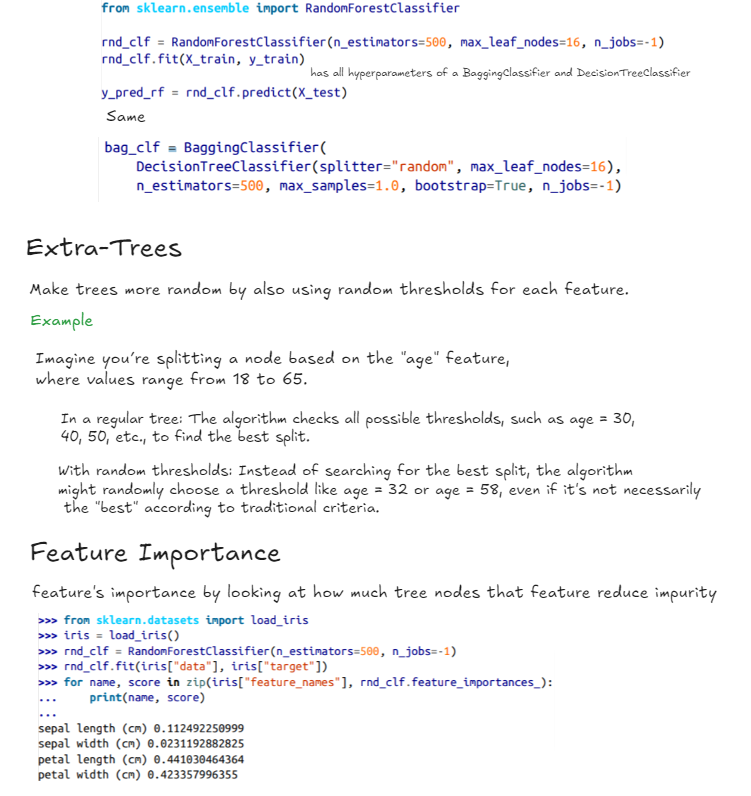 from sklearn.ensemble import RandomForestClassifier
rnd_clf = RandomForestClassifier(n_estimators=500, max_leaf_nodes=16, n_jobs=-1)
rnd_clf.fit(X_train, y_train)
has all hyperparameters of a BaggingClassifier and DecisionTreeClassifier
y_pred_rf = rnd_clf.predict(X_test)
Same
bag_clf = BaggingClassifier(
    DecisionTreeClassifier(splitter="random", max_leaf_nodes=16),
    n_estimators=500, max_samples=1.0, bootstrap=True, n_jobs=-1)
Extra-Trees
Make trees more random by also using random thresholds for each feature.
Example
Imagine you're splitting a node based on the "age" feature,
where values range from 18 to 65.
In a regular tree: The algorithm checks all possible thresholds, such as age = 30,
40, 50, etc., to find the best split.
With random thresholds: Instead of searching for the best split, the algorithm
might randomly choose a threshold like age = 32 or age = 58, even if it's not necessarily
the "best" according to traditional criteria.
Feature Importance
feature's importance by looking at how much tree nodes that feature reduce impurity
>>> from sklearn.datasets import load_iris
>>> iris = load_iris()
>>> rnd_clf = RandomForestClassifier(n_estimators=500, n_jobs=-1)
>>> rnd_clf.fit(iris["data"], iris["target"])
>>> for name, score in zip(iris["feature_names"], rnd_clf.feature_importances_):
...     print(name, score)
...
sepal length (cm) 0.112492250999
sepal width (cm) 0.0231192882825
petal length (cm) 0.441030464364
petal width (cm) 0.423357996355